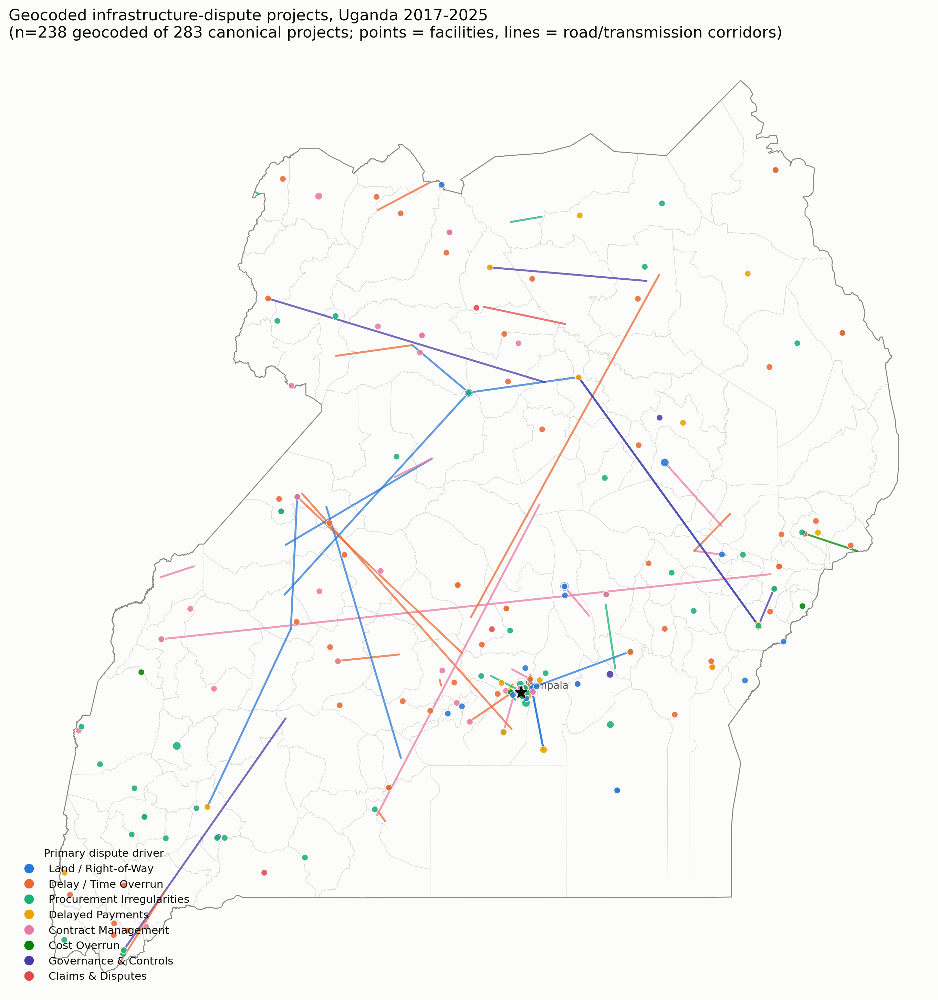 Geocoded infrastructure-dispute projects, Uganda 2017-2025
(n=238 geocoded of 283 canonical projects; points = facilities, lines = road/transmission corridors)
Primary dispute driver
Land / Right-of-Way
Delay / Time Overrun
Procurement Irregularities
Delayed Payments
Contract Management
Cost Overrun
Governance & Controls
Claims & Disputes